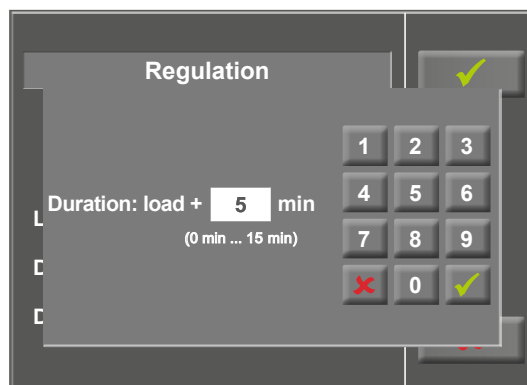 Regulation
1 2 3
4 5 6
Duration: load + 5 min
7 8 9
(0 min ... 15 min)
L
D
0
D